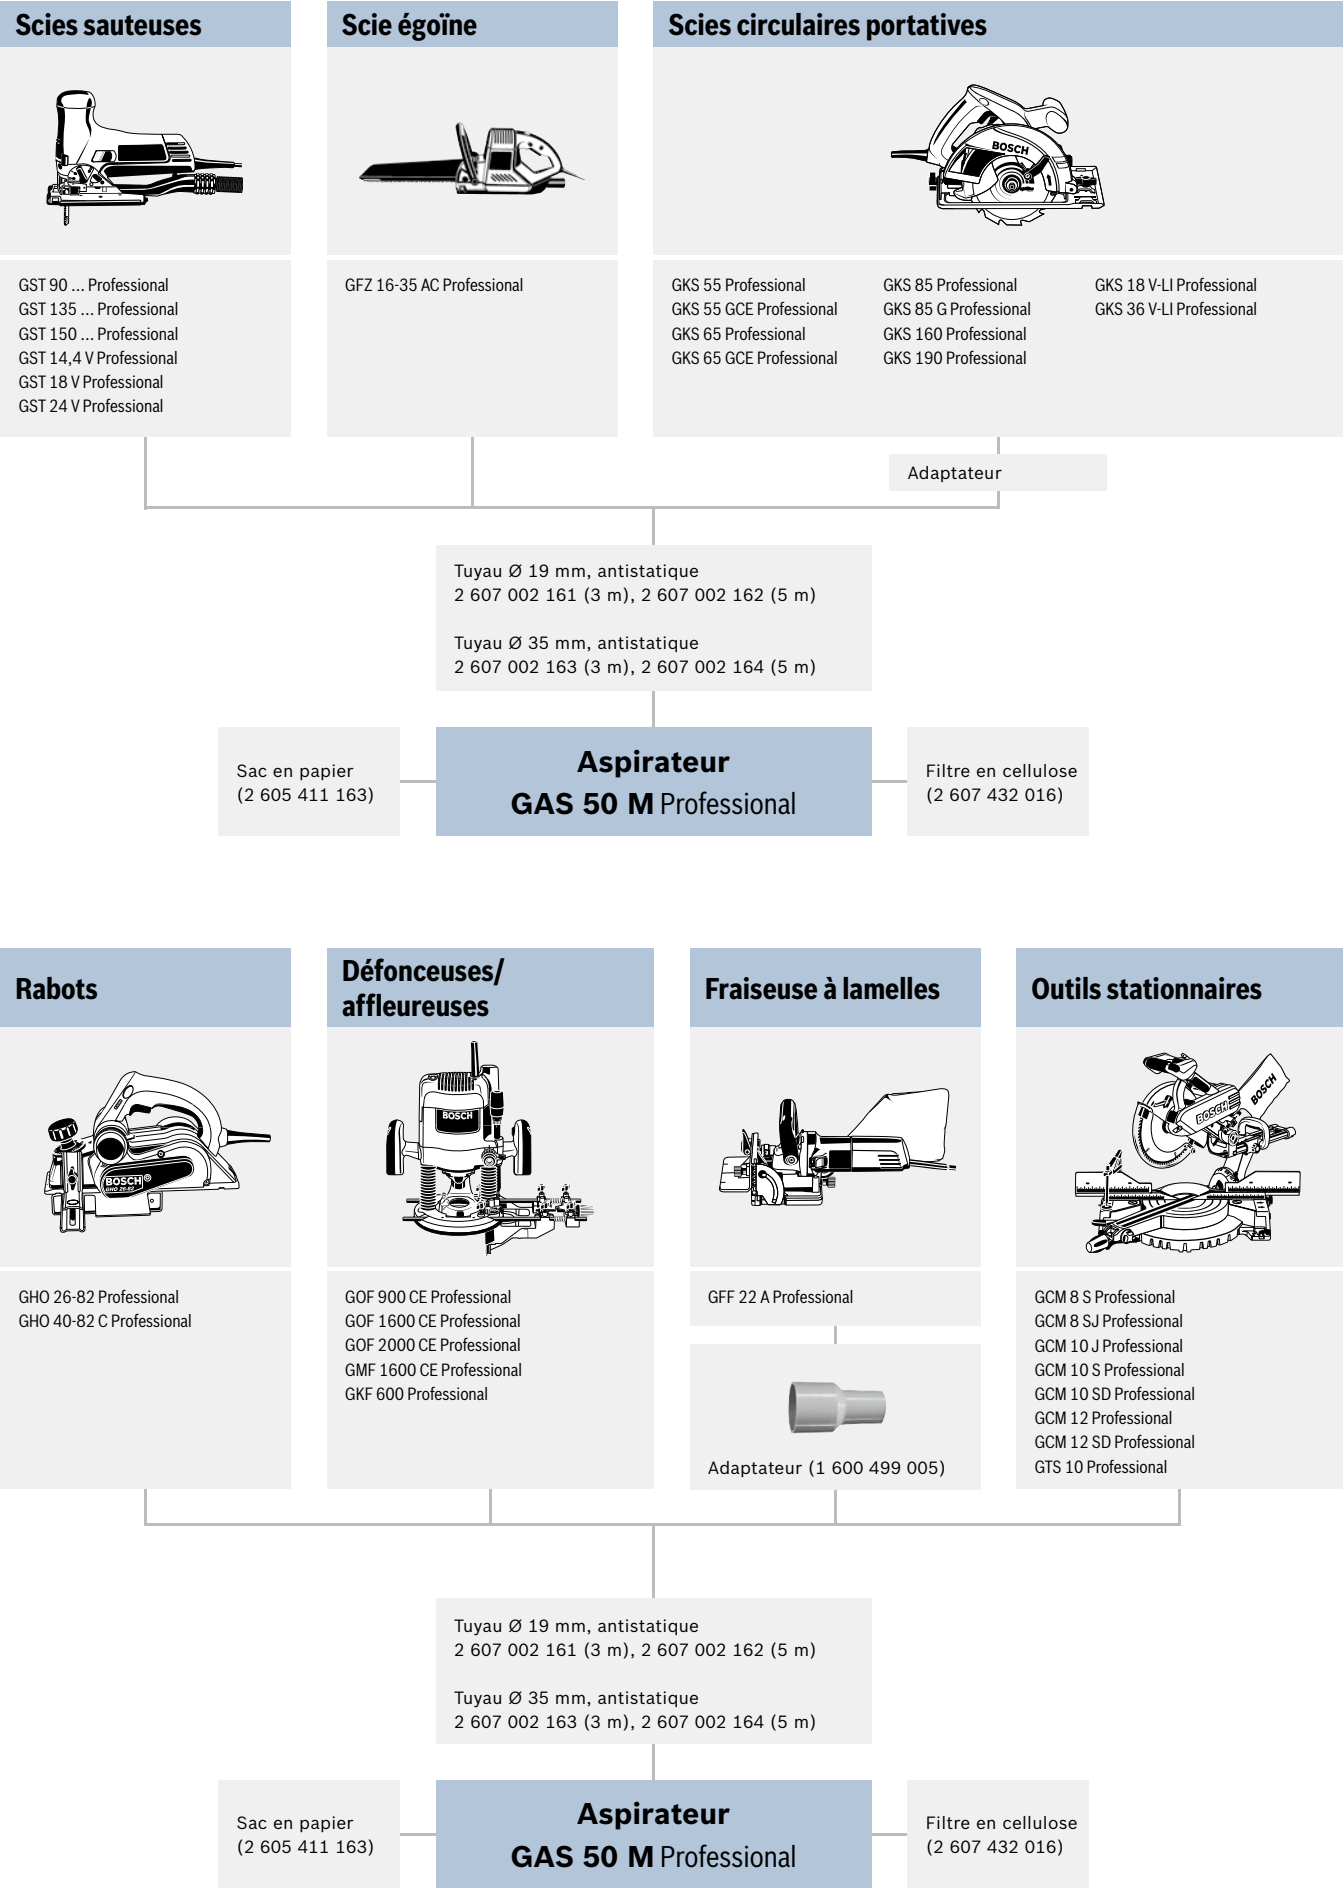 Scies sauteuses
Scie égoïne
Scies circulaires portatives
BOSCH
GST 90 ... Professional
GST 135 ... Professional
GST 150 ... Professional
GST 14,4 V Professional
GST 18 V Professional
GST 24 V Professional
GFZ 16-35 AC Professional
GKS 55 Professional
GKS 55 GCE Professional
GKS 65 Professional
GKS 65 GCE Professional
GKS 85 Professional
GKS 85 G Professional
GKS 160 Professional
GKS 190 Professional
GKS 18 V-LI Professional
GKS 36 V-LI Professional
Adaptateur
Tuyau Ø 19 mm, antistatique
2 607 002 161 (3 m), 2 607 002 162 (5 m)
Tuyau Ø 35 mm, antistatique
2 607 002 163 (3 m), 2 607 002 164 (5 m)
Sac en papier
(2 605 411 163)
Aspirateur
GAS 50 M Professional
Filtre en cellulose
(2 607 432 016)
Rabots
Défonceuses/
affleureuses
Fraiseuse à lamelles
Outils stationnaires
BOSCH
GHO 26-82
BOSCH
BOSCH
BOSCH
GHO 26-82 Professional
GHO 40-82 C Professional
GOF 900 CE Professional
GOF 1600 CE Professional
GOF 2000 CE Professional
GMF 1600 CE Professional
GKF 600 Professional
GFF 22 A Professional
Adaptateur (1 600 499 005)
GCM 8 S Professional
GCM 8 SJ Professional
GCM 10 J Professional
GCM 10 S Professional
GCM 10 SD Professional
GCM 12 Professional
GCM 12 SD Professional
GTS 10 Professional
Tuyau Ø 19 mm, antistatique
2 607 002 161 (3 m), 2 607 002 162 (5 m)
Tuyau Ø 35 mm, antistatique
2 607 002 163 (3 m), 2 607 002 164 (5 m)
Sac en papier
(2 605 411 163)
Aspirateur
GAS 50 M Professional
Filtre en cellulose
(2 607 432 016)